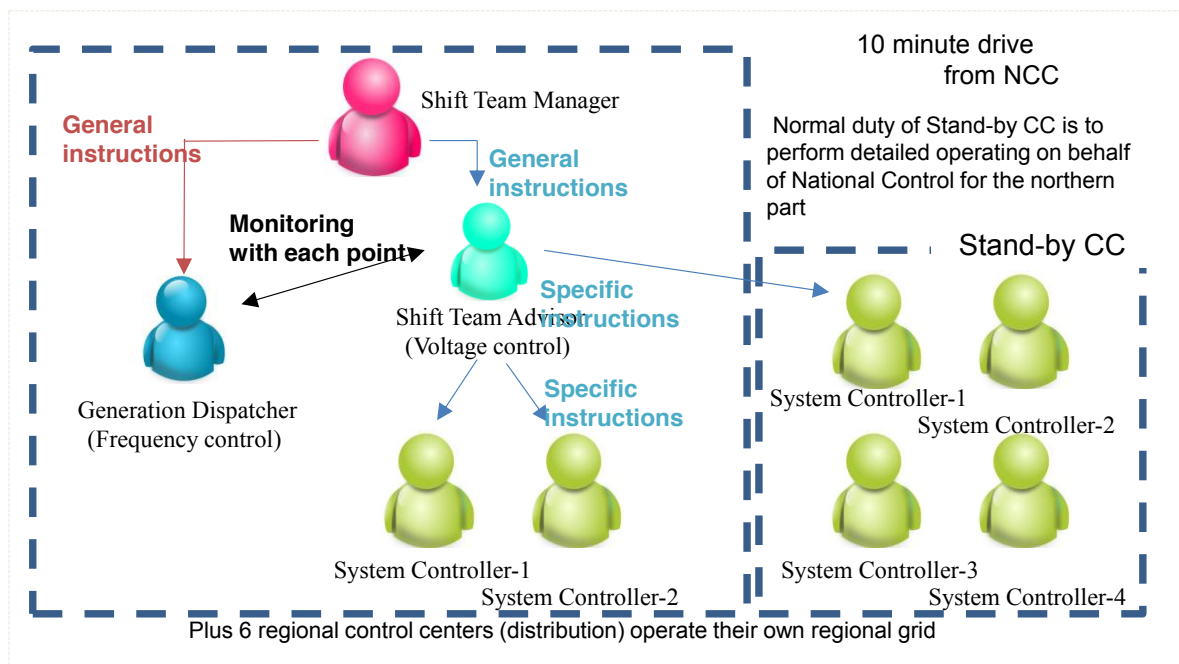 10 minute drive
from NCC
Shift Team Manager
General
instructions
General
instructions
Normal duty of Stand-by CC is to
perform detailed operating on behalf
of National Control for the northern
part
Monitoring
with each point
Stand-by CC
Specific
instructions
Shift Team Advisor
(Voltage control)
Generation Dispatcher
(Frequency control)
Specific
instructions
System Controller-1
System Controller-2
System Controller-1
System Controller-2
System Controller-3
System Controller-4
Plus 6 regional control centers (distribution) operate their own regional grid